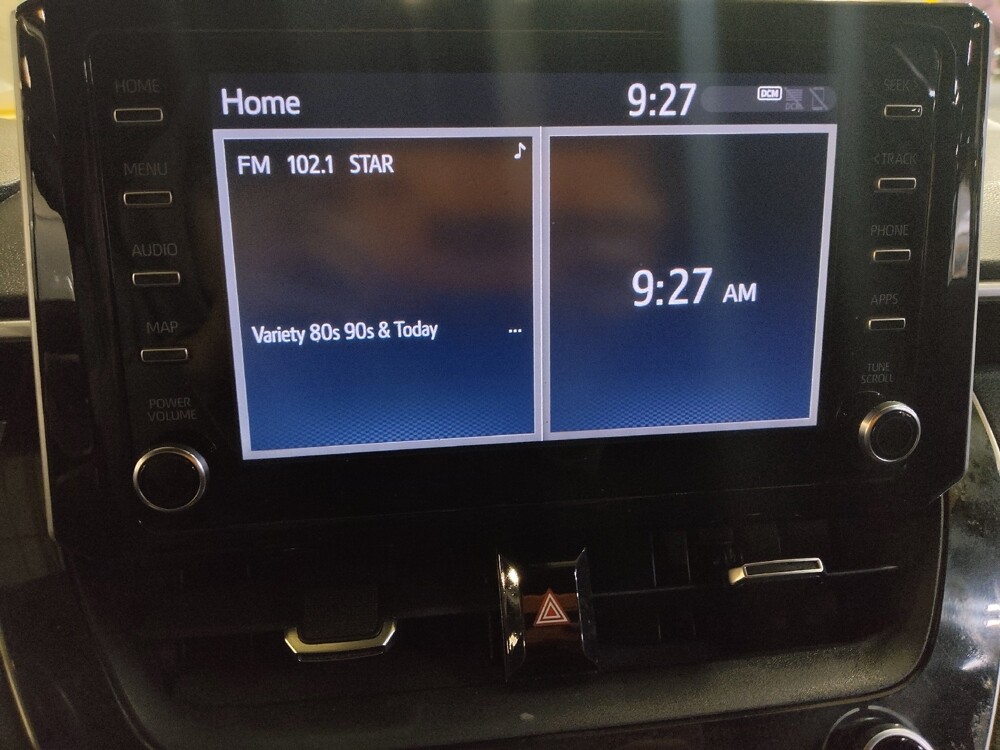 HOME
MENU
AUDIO
MAP
POWER
VOLUME
Home
9:27
DCM
DCM
FM 102.1 STAR
Variety 80s 90s & Today
...
9:27 AM
SEEK>
<TRACK
PHONE
APPS
TUNE
SCROLL